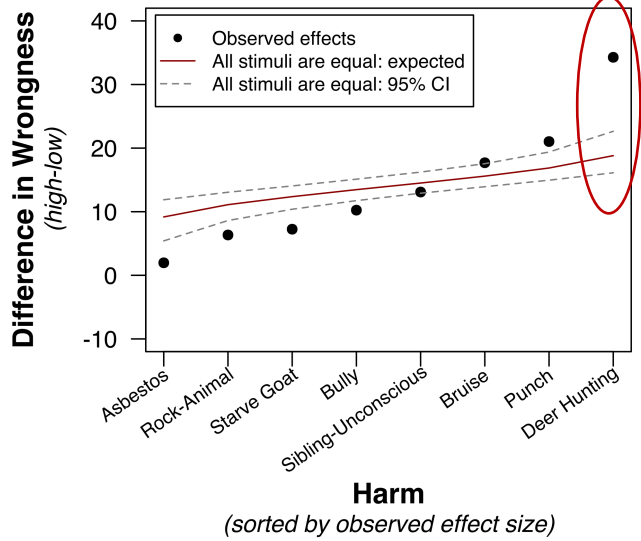 Difference in Wrongness
(high-low)
40
30
20
10
0
-10
Observed effects
All stimuli are equal: expected
All stimuli are equal: 95% CI
Asbestos
Rock-Animal
Starve Goat
Bully
Sibling-Unconscious
Bruise
Punch
Deer Hunting
Harm
(sorted by observed effect size)